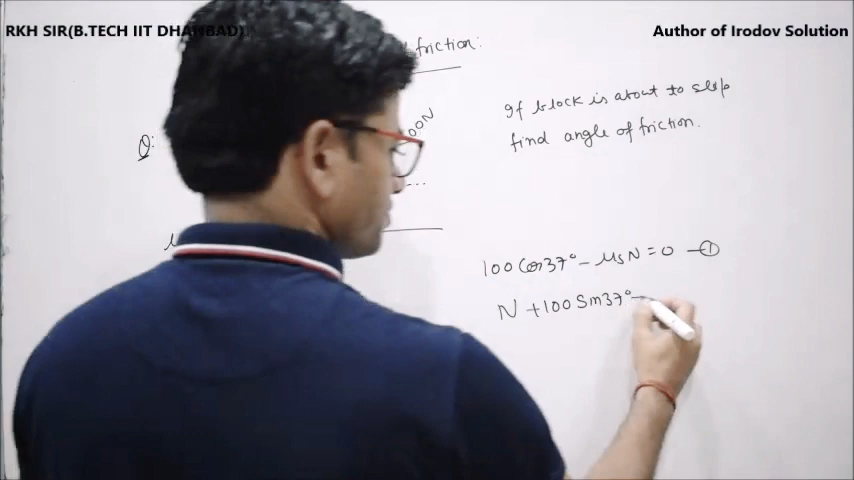 RKH SIR(B.TECH IIT DHANBAD)
Author of Irodov Solution
friction:
Q:
100N
If block is about to slip
find angle of friction.
100 Cos37° - μsN = 0 - ①
N + 100 Sin37° -